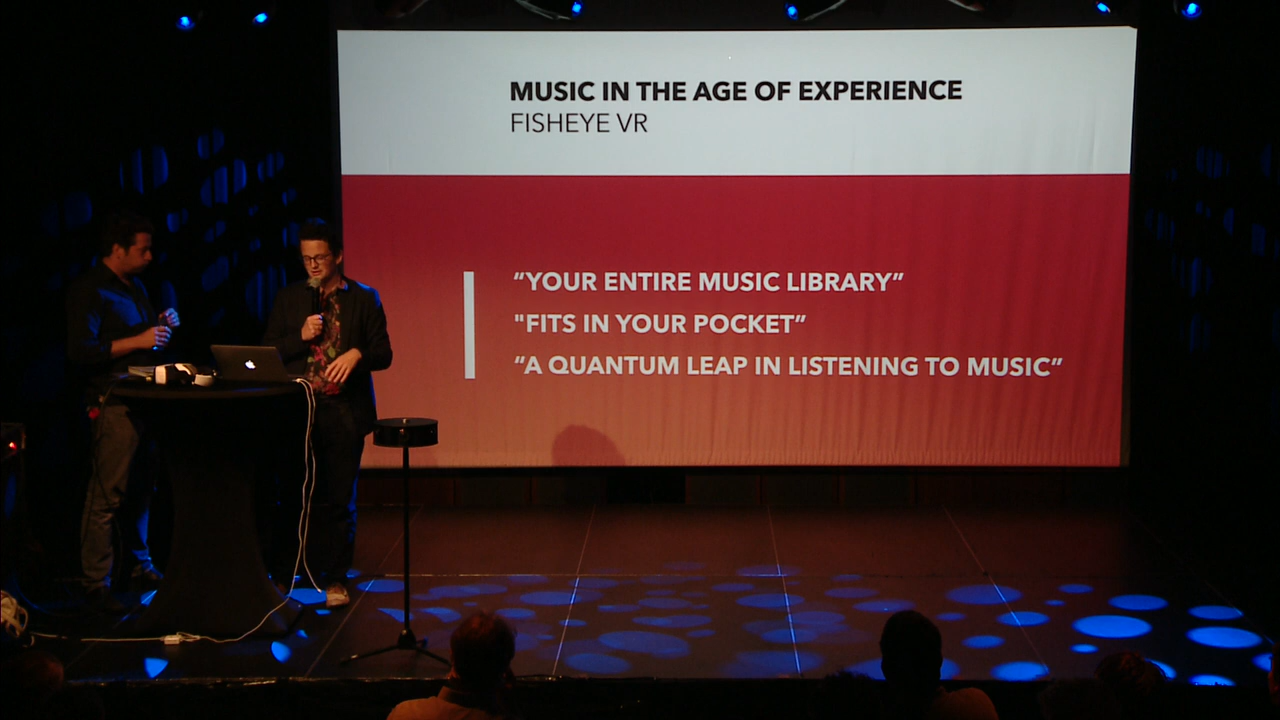 MUSIC IN THE AGE OF EXPERIENCE
FISHEYE VR
“YOUR ENTIRE MUSIC LIBRARY”
"FITS IN YOUR POCKET”
“A QUANTUM LEAP IN LISTENING TO MUSIC”